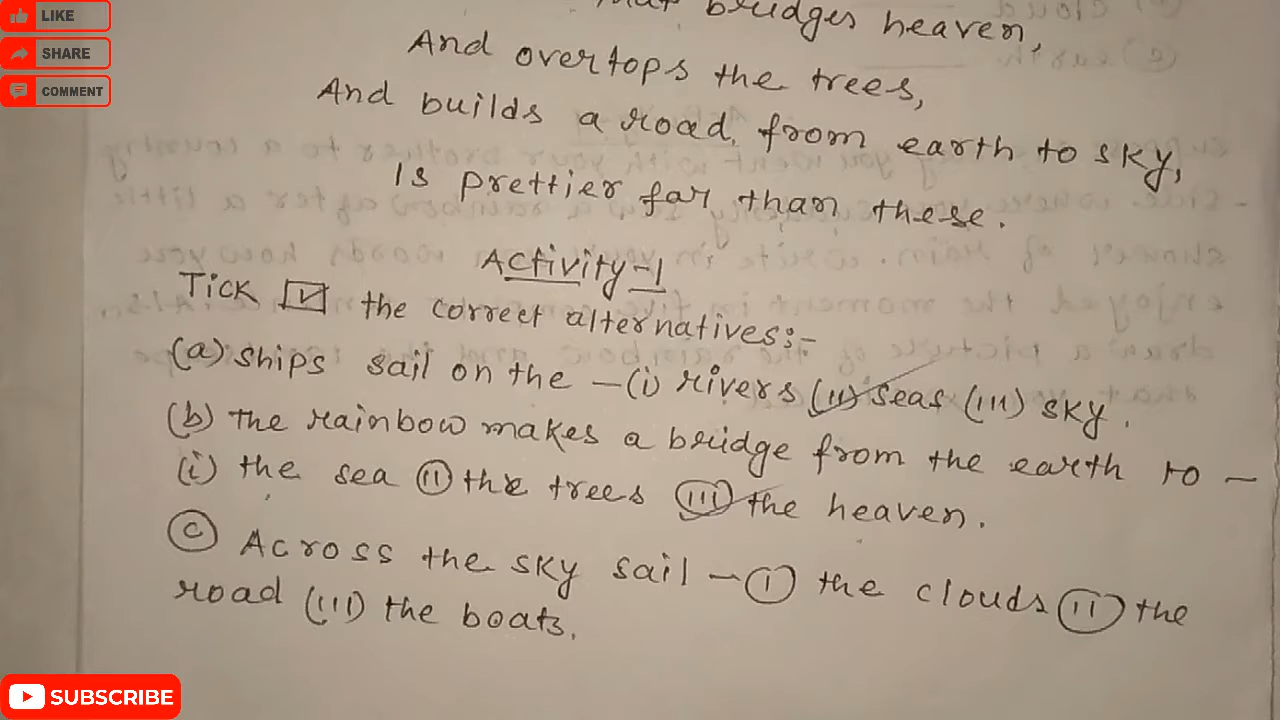 LIKE
SHARE
COMMENT
bridges heaven,
And overtops the trees,
And builds a road, from earth to sky,
Is prettier far than these.
Activity-1
Tick ☑ the correct alternatives:-
(a) ships sail on the - (i) rivers (ii) seas (iii) sky.
(b) the rainbow makes a bridge from the earth to -
(i) the sea (ii) the trees (iii) the heaven.
(c) Across the sky sail - (i) the clouds (ii) the
road (iii) the boats.
SUBSCRIBE